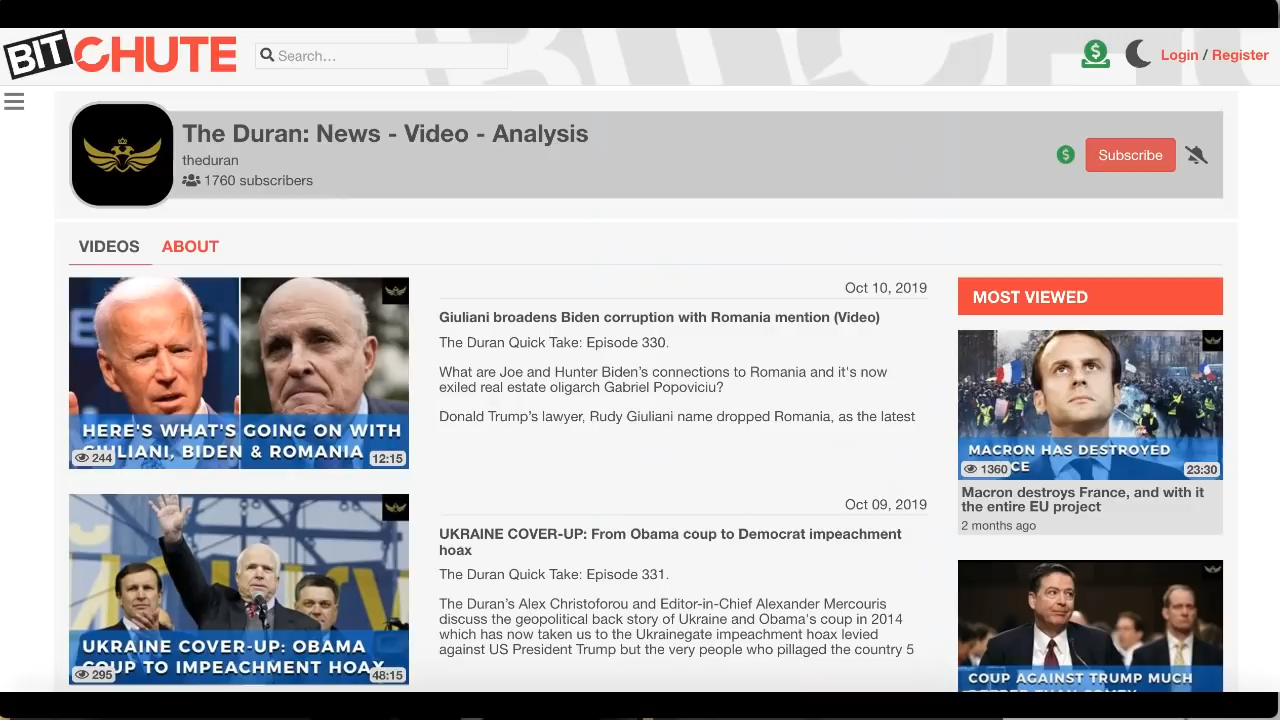 BITCHUTE
Search...
Login / Register
The Duran: News - Video - Analysis
theduran
1760 subscribers
Subscribe
VIDEOS
ABOUT
HERE'S WHAT'S GOING ON WITH
GIULIANI, BIDEN & ROMANIA
244
12:15
Oct 10, 2019
Giuliani broadens Biden corruption with Romania mention (Video)
The Duran Quick Take: Episode 330.
What are Joe and Hunter Biden's connections to Romania and it's now
exiled real estate oligarch Gabriel Popoviciu?
Donald Trump's lawyer, Rudy Giuliani name dropped Romania, as the latest
UKRAINE COVER-UP: OBAMA
COUP TO IMPEACHMENT HOAX
295
48:15
Oct 09, 2019
UKRAINE COVER-UP: From Obama coup to Democrat impeachment
hoax
The Duran Quick Take: Episode 331.
The Duran's Alex Christoforou and Editor-in-Chief Alexander Mercouris
discuss the geopolitical back story of Ukraine and Obama's coup in 2014
which has now taken us to the Ukrainegate impeachment hoax levied
against US President Trump but the very people who pillaged the country 5
MOST VIEWED
MACRON HAS DESTROYED
CE
1360
23:30
Macron destroys France, and with it
the entire EU project
2 months ago
COUP AGAINST TRUMP MUCH